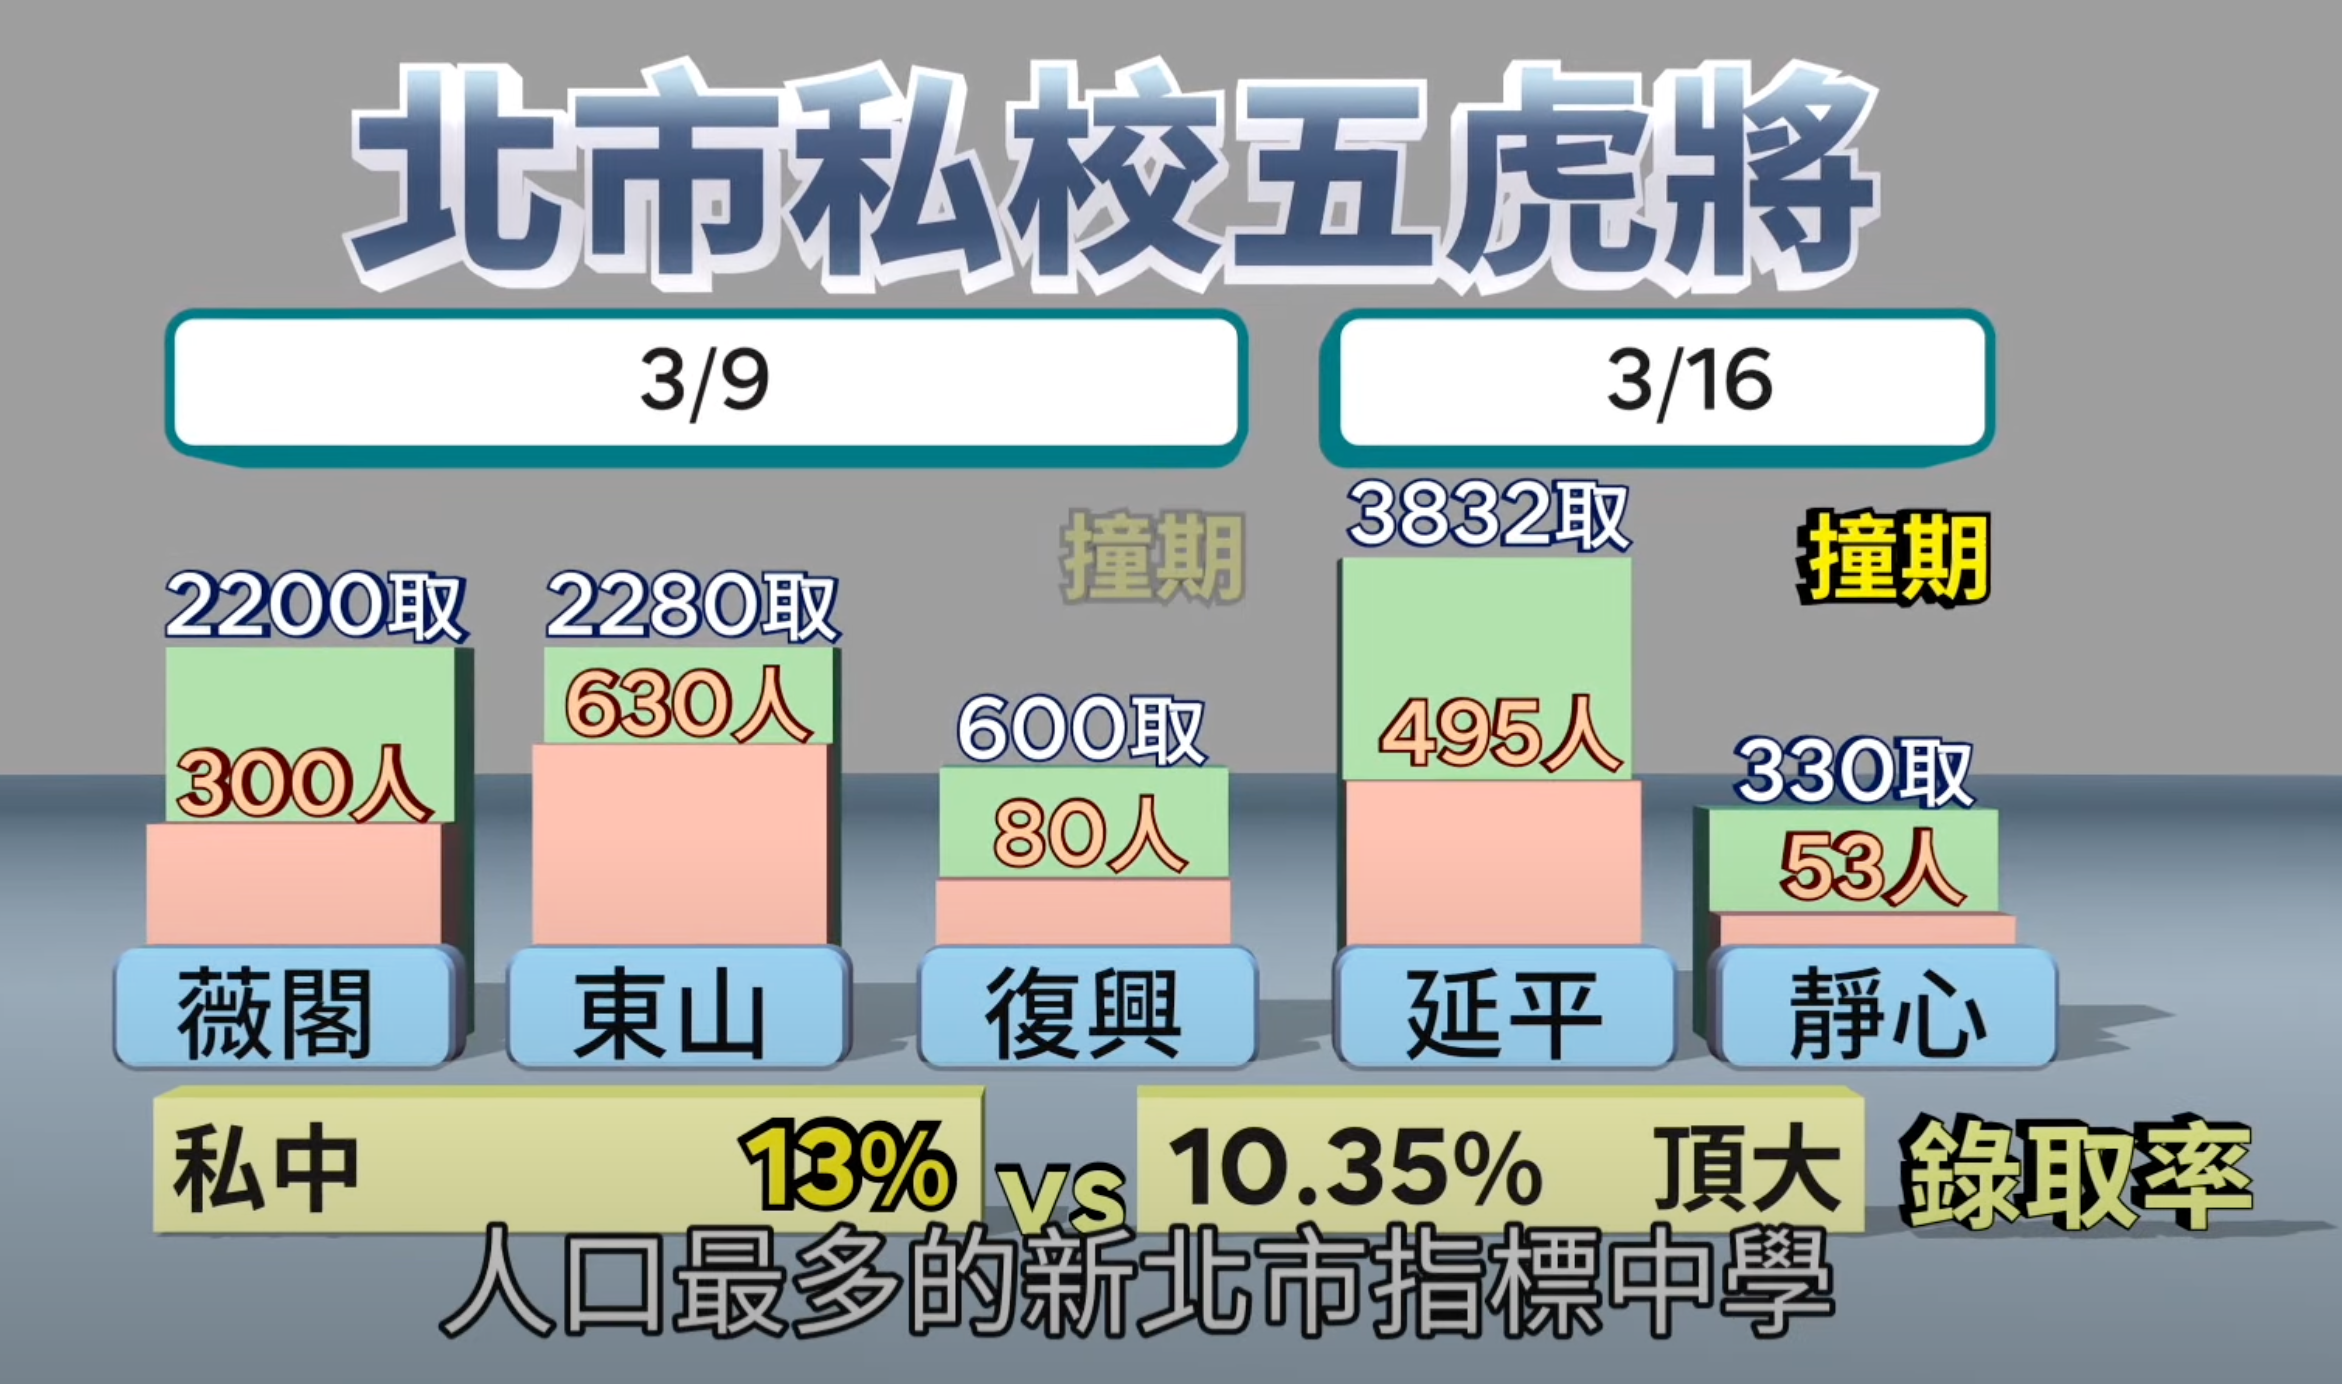 北市私校五虎將
3/9
3/16
撞期
3832取
撞期
2200取
2280取
630人
600取
495人
330取
300人
80人
53人
薇閣
東山
復興
延平
靜心
私中 13% vs 10.35% 頂大 錄取率
人口最多的新北市指標中學